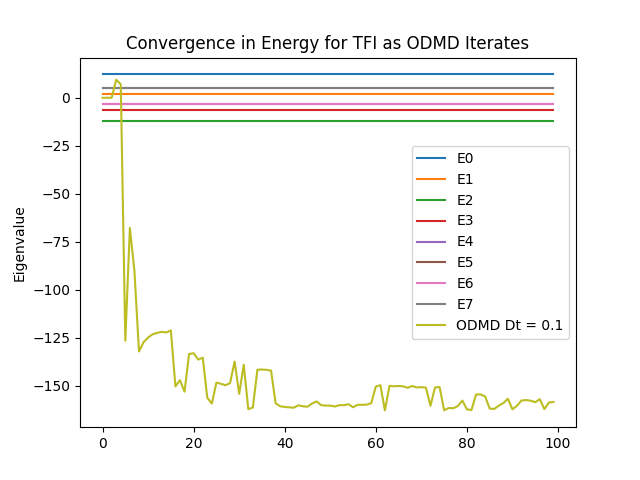 Convergence in Energy for TFI as ODMD Iterates
Eigenvalue
0
−25
−50
−75
−100
−125
−150
E0
E1
E2
E3
E4
E5
E6
E7
ODMD Dt = 0.1
0 20 40 60 80 100